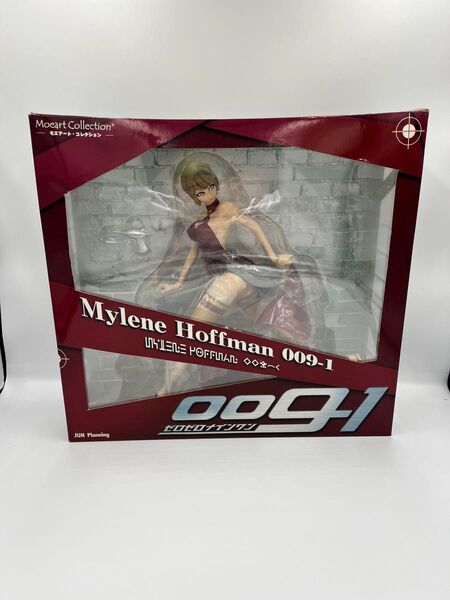 Moeart Collection®
モエアート・コレクション
Mylene Hoffman 009-1
009-1
ゼロゼロナインワン
JUN Planning